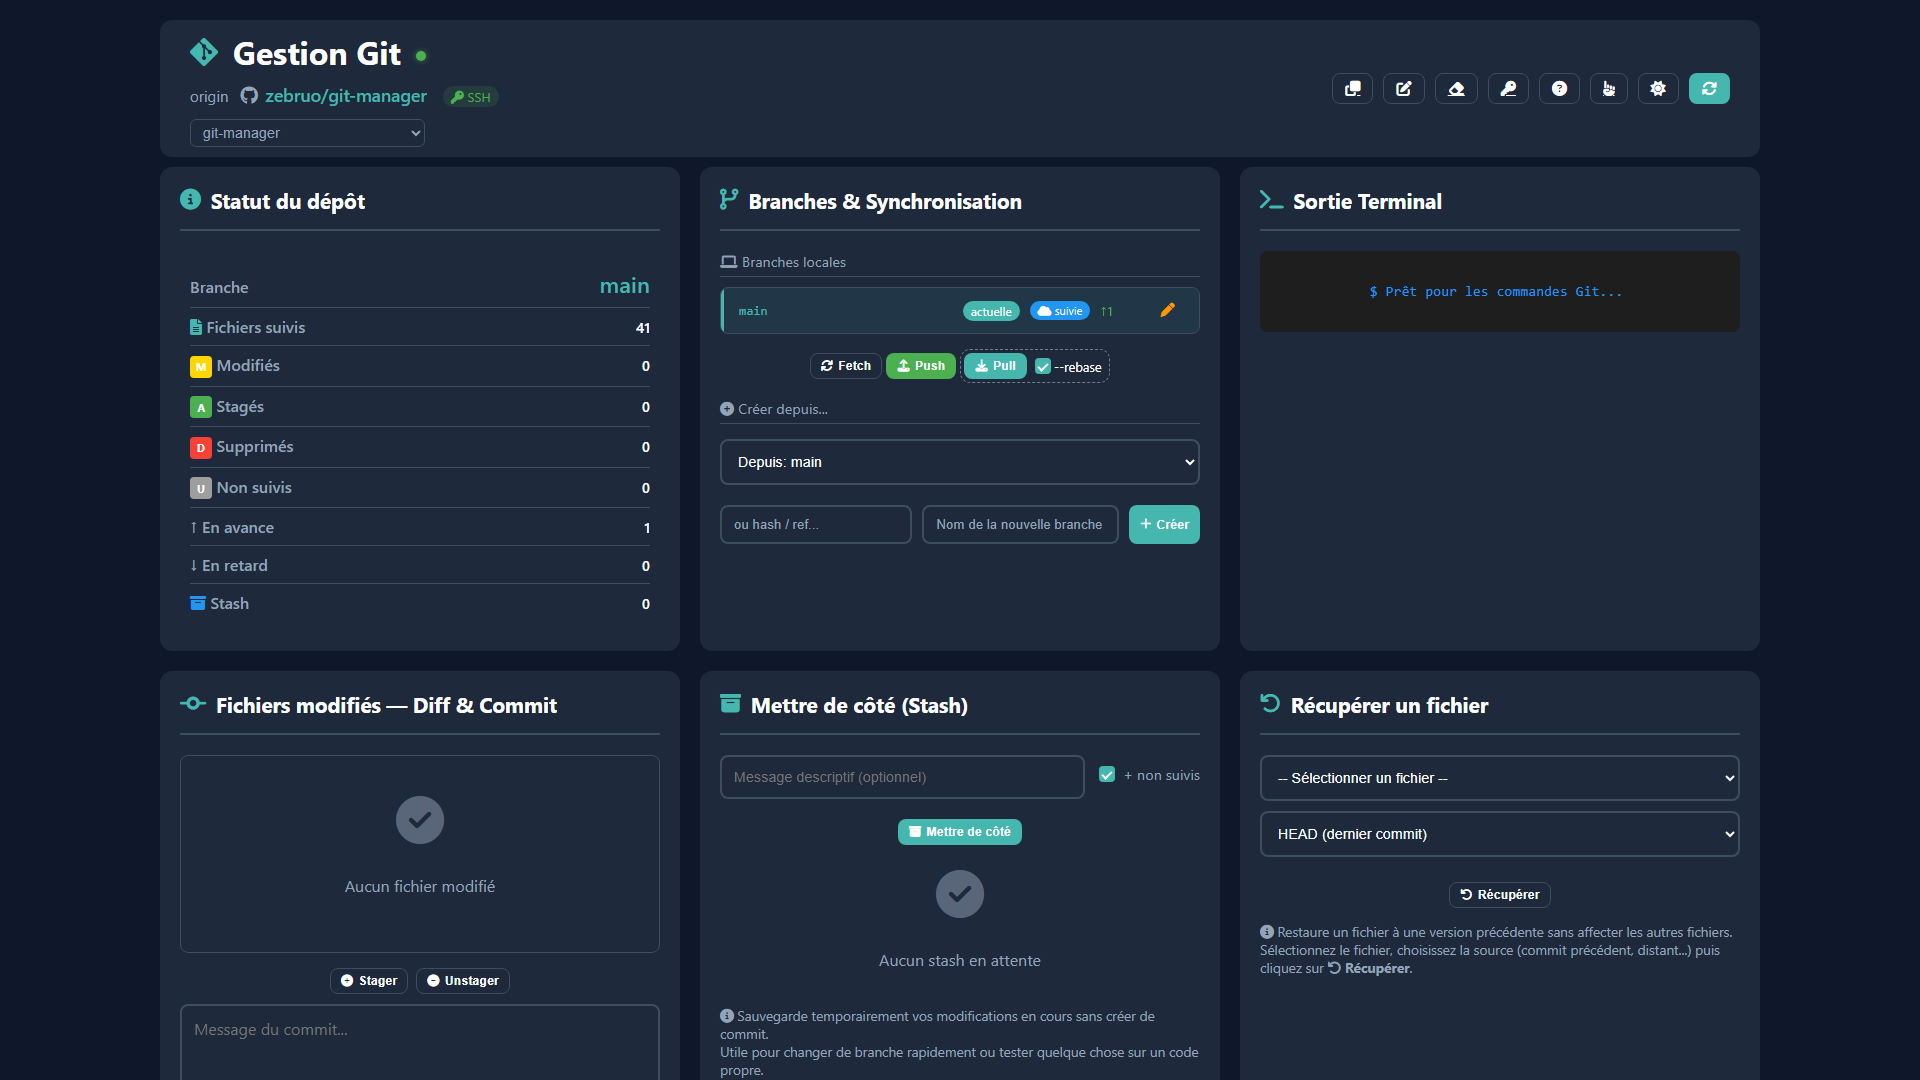 Gestion Git
origin zebruo/git-manager SSH
git-manager
Statut du dépôt
Branche main
Fichiers suivis 41
M Modifiés 0
A Stagés 0
D Supprimés 0
U Non suivis 0
↑ En avance 1
↓ En retard 0
Stash 0
Branches & Synchronisation
Branches locales
main actuelle suivie ↑1
Fetch Push Pull --rebase
Créer depuis...
Depuis: main
ou hash / ref... Nom de la nouvelle branche + Créer
Sortie Terminal
$ Prêt pour les commandes Git...
Fichiers modifiés — Diff & Commit
Aucun fichier modifié
Stager Unstager
Message du commit...
Mettre de côté (Stash)
Message descriptif (optionnel) + non suivis
Mettre de côté
Aucun stash en attente
Sauvegarde temporairement vos modifications en cours sans créer de
commit.
Utile pour changer de branche rapidement ou tester quelque chose sur un code
propre.
Récupérer un fichier
-- Sélectionner un fichier --
HEAD (dernier commit)
Récupérer
Restaure un fichier à une version précédente sans affecter les autres fichiers.
Sélectionnez le fichier, choisissez la source (commit précédent, distant...) puis
cliquez sur Récupérer.